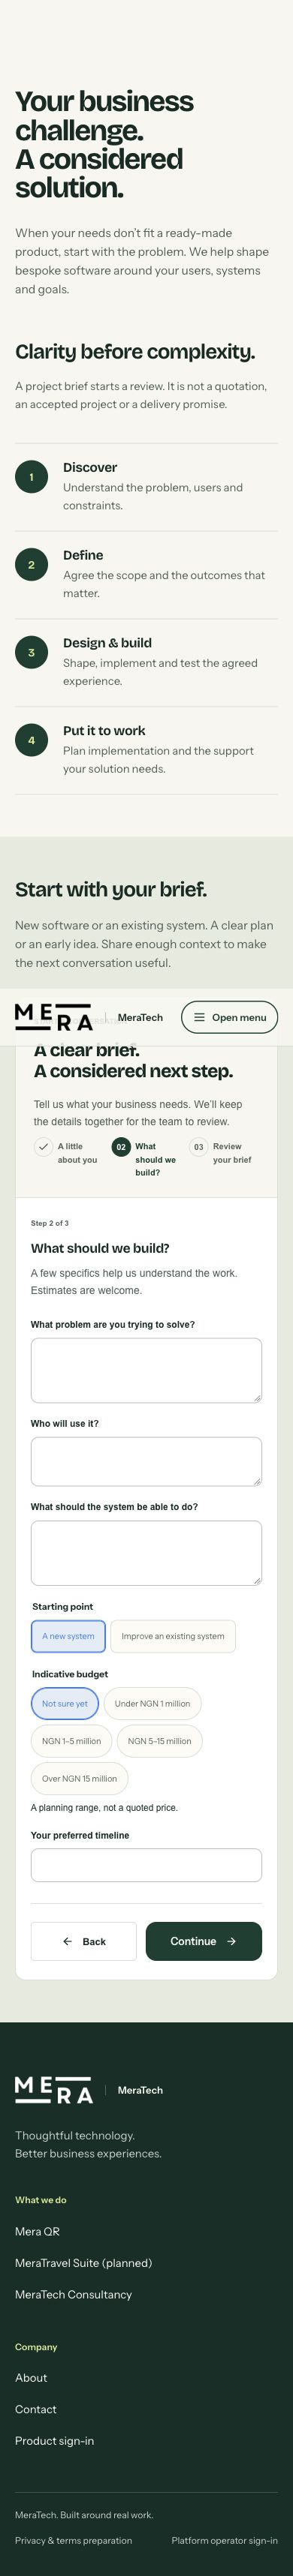 Your business
challenge.
A considered
solution.
When your needs don't fit a ready-made
product, start with the problem. We help shape
bespoke software around your users, systems
and goals.
Clarity before complexity.
A project brief starts a review. It is not a quotation,
an accepted project or a delivery promise.
1
Discover
Understand the problem, users and
constraints.
2
Define
Agree the scope and the outcomes that
matter.
3
Design & build
Shape, implement and test the agreed
experience.
4
Put it to work
Plan implementation and the support
your solution needs.
Start with your brief.
New software or an existing system. A clear plan
or an early idea. Share enough context to make
the next conversation useful.
MERA MeraTech Open menu
A clear brief.
A considered next step.
Tell us what your business needs. We'll keep
the details together for the team to review.
A little
about you
02 What
should we
build?
03 Review
your brief
Step 2 of 3
What should we build?
A few specifics help us understand the work.
Estimates are welcome.
What problem are you trying to solve?
Who will use it?
What should the system be able to do?
Starting point
A new system Improve an existing system
Indicative budget
Not sure yet Under NGN 1 million
NGN 1–5 million NGN 5–15 million
Over NGN 15 million
A planning range, not a quoted price.
Your preferred timeline
Back Continue
MERA MeraTech
Thoughtful technology.
Better business experiences.
What we do
Mera QR
MeraTravel Suite (planned)
MeraTech Consultancy
Company
About
Contact
Product sign-in
MeraTech. Built around real work.
Privacy & terms preparation Platform operator sign-in